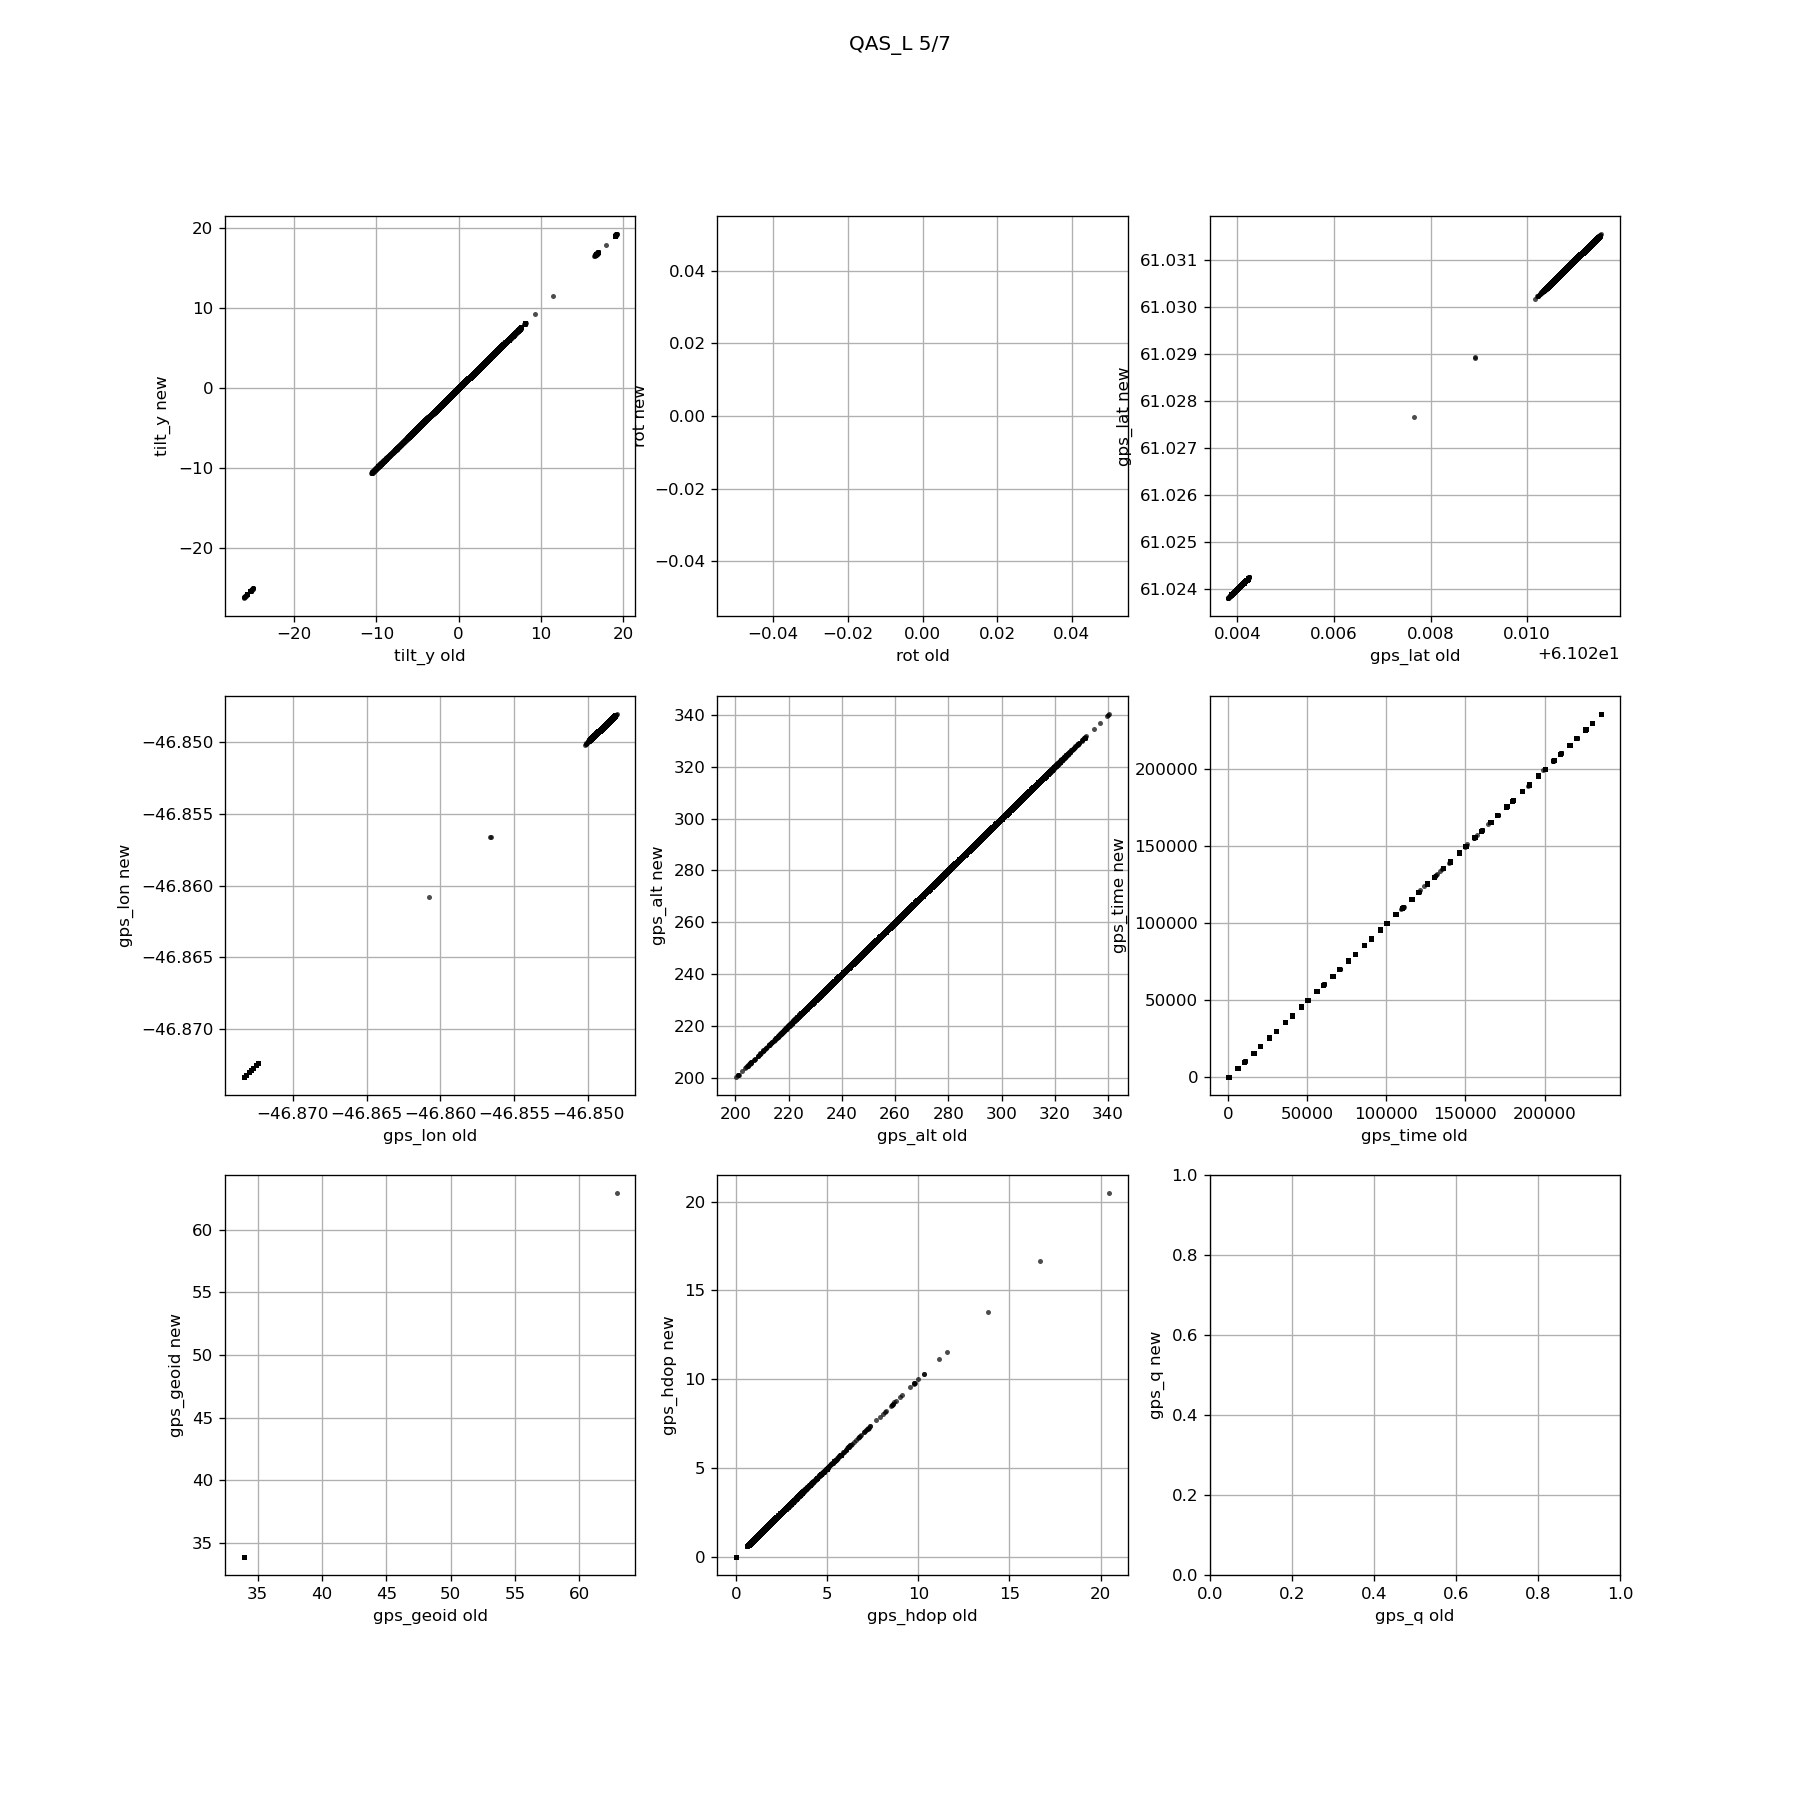 QAS_L 5/7
20
10
0
−10
−20
tilt_y new
−20 −10 0 10 20
tilt_y old
0.04
0.02
0.00
−0.02
−0.04
rot new
−0.04 −0.02 0.00 0.02 0.04
rot old
61.031
61.030
61.029
61.028
61.027
61.026
61.025
61.024
gps_lat new
0.004 0.006 0.008 0.010
+6.102e1
gps_lat old
−46.850
−46.855
−46.860
−46.865
−46.870
gps_lon new
−46.870 −46.865 −46.860 −46.855 −46.850
gps_lon old
340
320
300
280
260
240
220
200
gps_alt new
200 220 240 260 280 300 320 340
gps_alt old
200000
150000
100000
50000
0
gps_time new
0 50000 100000 150000 200000
gps_time old
60
55
50
45
40
35
gps_geoid new
35 40 45 50 55 60
gps_geoid old
20
15
10
5
0
gps_hdop new
0 5 10 15 20
gps_hdop old
1.0
0.8
0.6
0.4
0.2
0.0
gps_q new
0.0 0.2 0.4 0.6 0.8 1.0
gps_q old